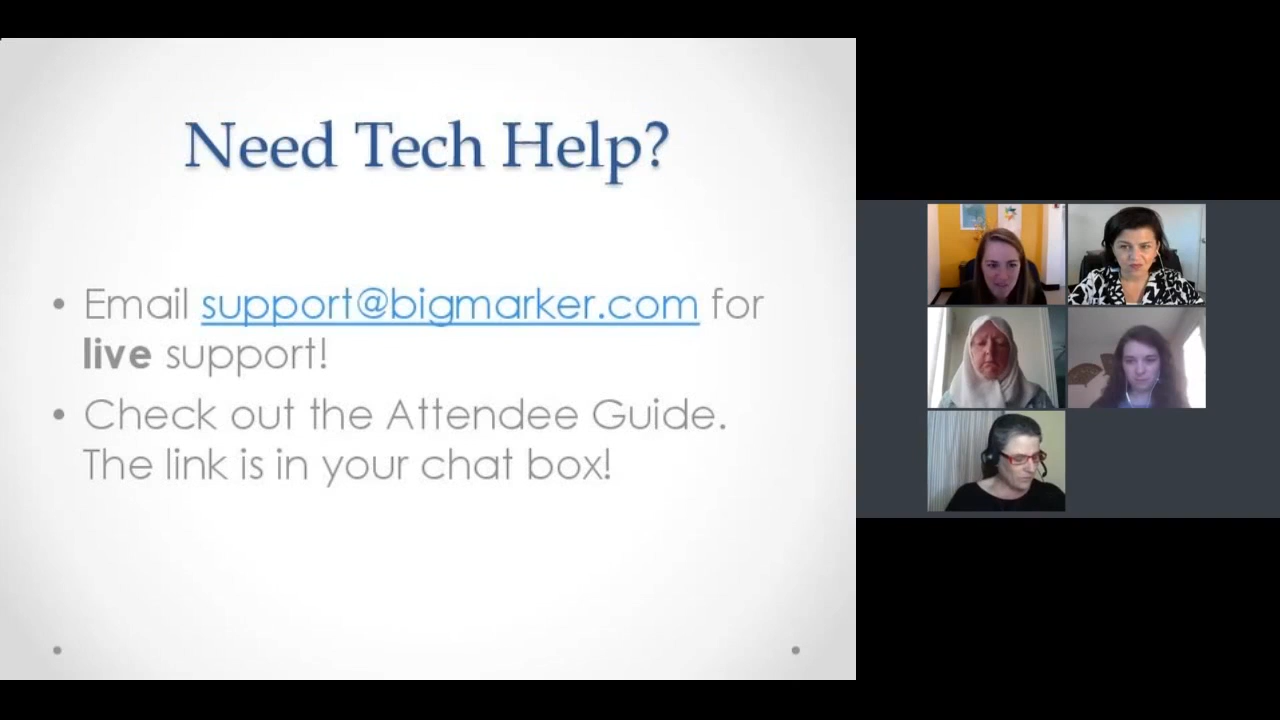 Need Tech Help?
• Email support@bigmarker.com for
live support!
• Check out the Attendee Guide.
The link is in your chat box!